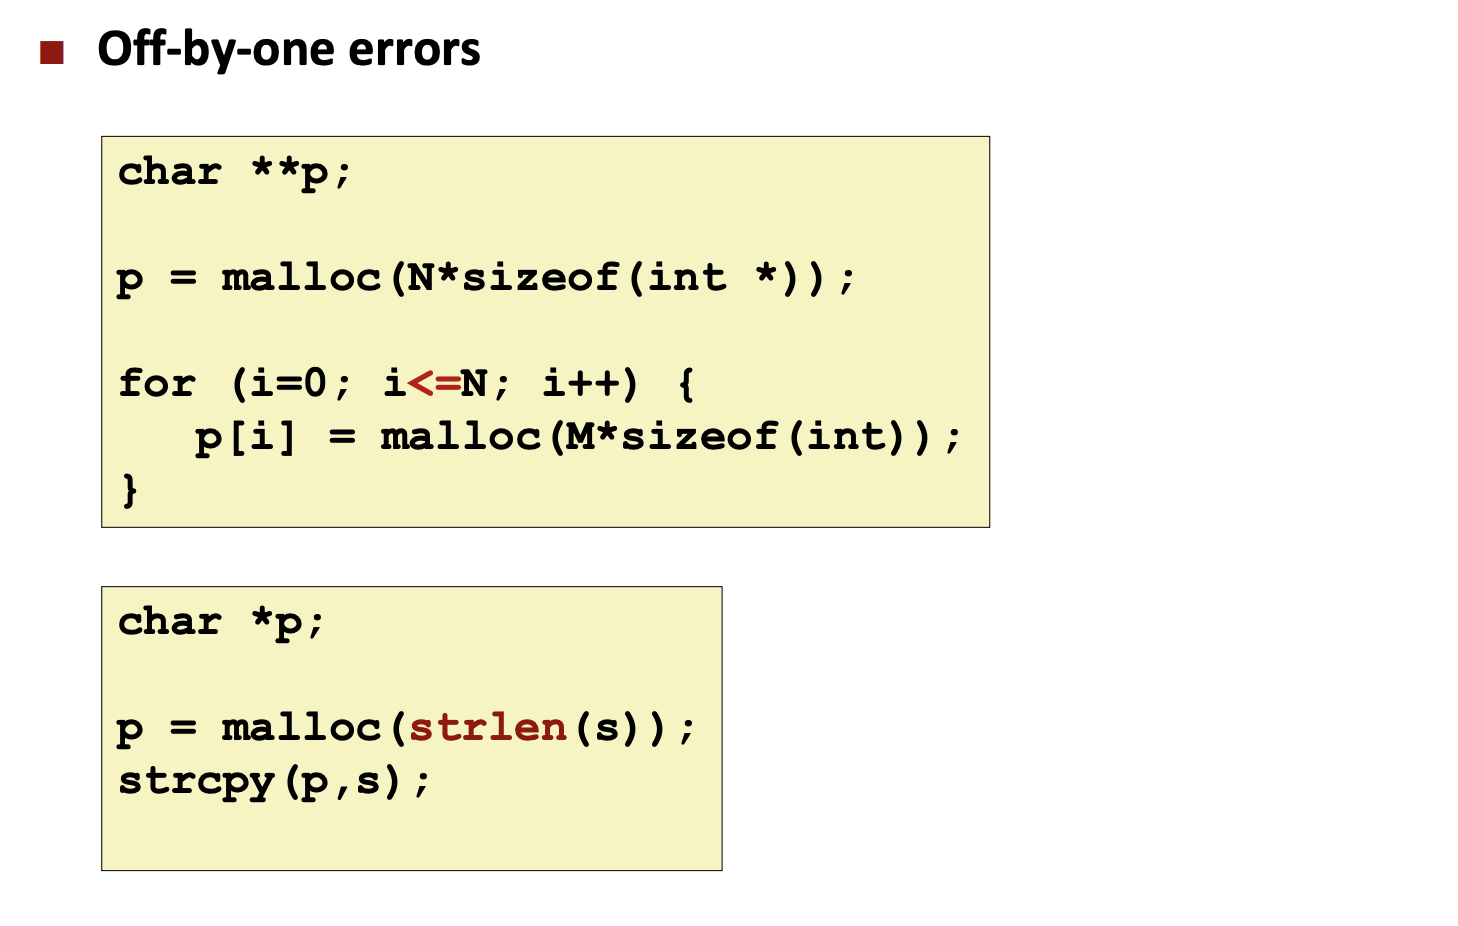 Off-by-one errors
char **p;
p = malloc(N*sizeof(int *));
for (i=0; i<=N; i++) {
   p[i] = malloc(M*sizeof(int));
}
char *p;
p = malloc(strlen(s));
strcpy(p,s);